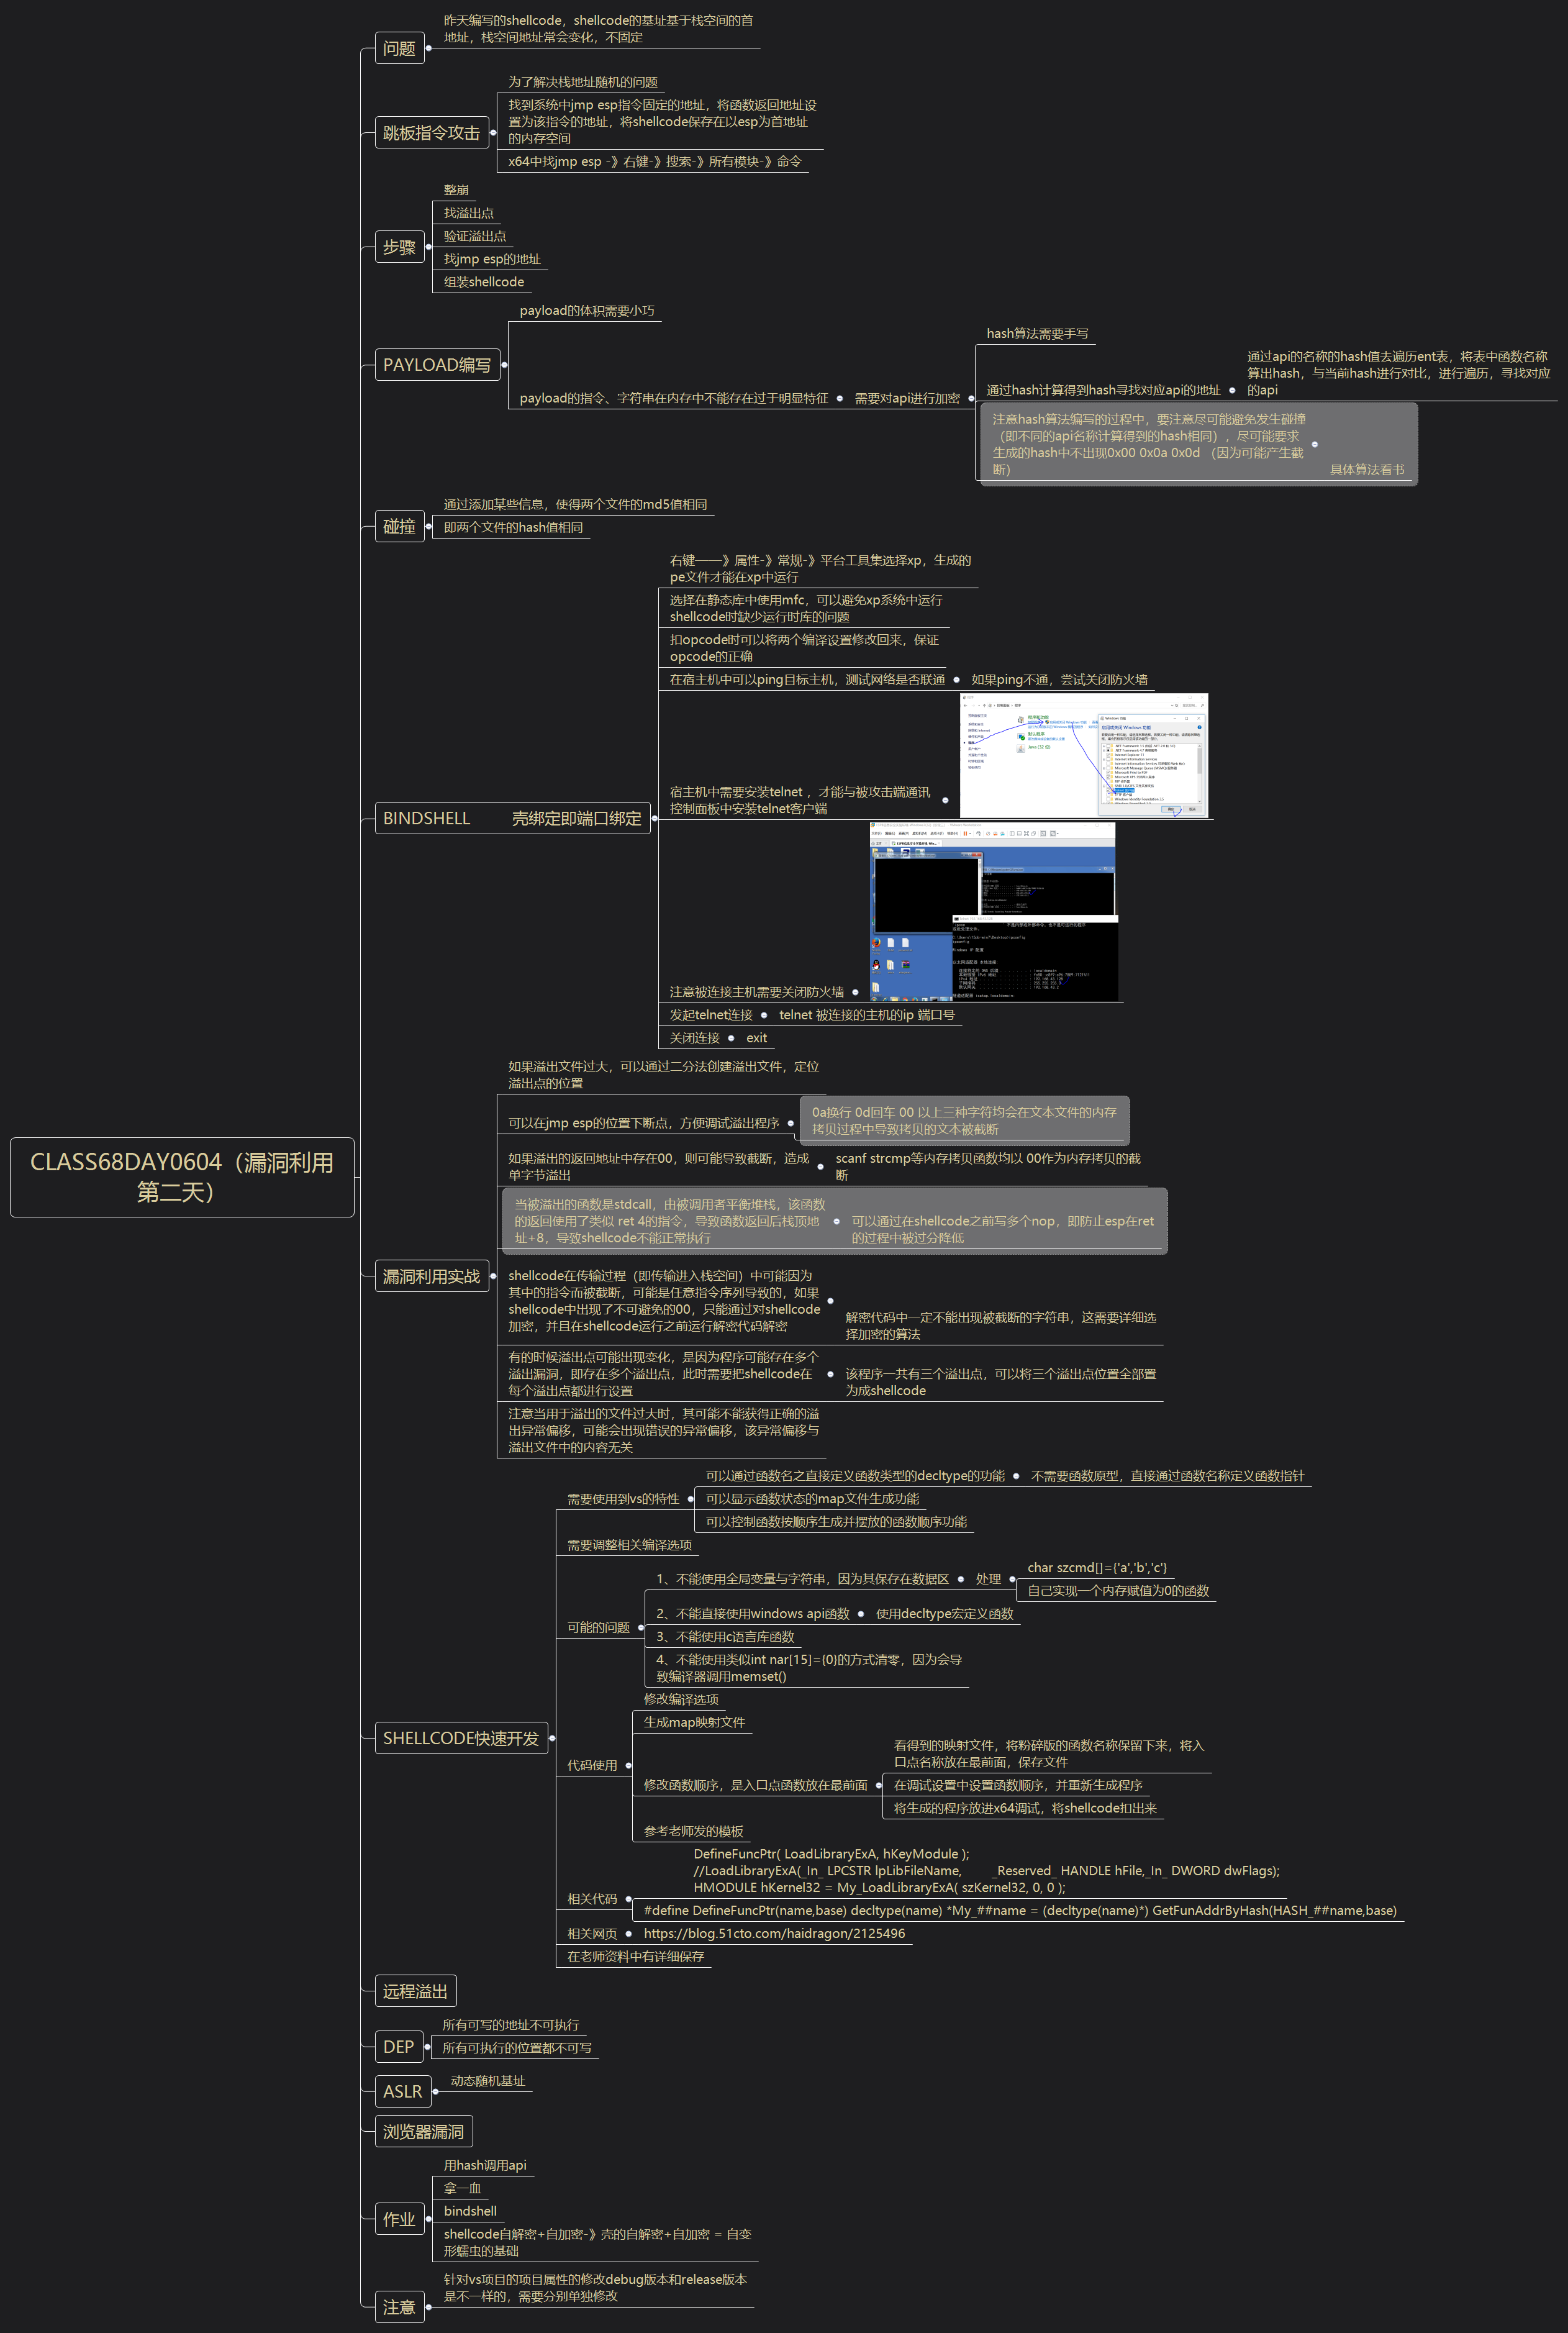 昨天编写的shellcode，shellcode的基址基于栈空间的首
地址，栈空间地址常会变化，不固定
问题
为了解决栈地址随机的问题
找到系统中jmp esp指令固定的地址，将函数返回地址设
置为该指令的地址，将shellcode保存在以esp为首地址
的内存空间
跳板指令攻击
x64中找jmp esp -》右键-》搜索-》所有模块-》命令
整崩
找溢出点
验证溢出点
步骤
找jmp esp的地址
组装shellcode
payload的体积需要小巧
hash算法需要手写
PAYLOAD编写
通过api的名称的hash值去遍历ent表，将表中函数名称
算出hash，与当前hash进行对比，进行遍历，寻找对应
的api
通过hash计算得到hash寻找对应api的地址
payload的指令、字符串在内存中不能存在过于明显特征
需要对api进行加密
注意hash算法编写的过程中，要注意尽可能避免发生碰撞
（即不同的api名称计算得到的hash相同），尽可能要求
生成的hash中不出现0x00 0x0a 0x0d （因为可能产生截
断）
具体算法看书
碰撞
通过添加某些信息，使得两个文件的md5值相同
即两个文件的hash值相同
右键——》属性-》常规-》平台工具集选择xp，生成的
pe文件才能在xp中运行
选择在静态库中使用mfc，可以避免xp系统中运行
shellcode时缺少运行时库的问题
扣opcode时可以将两个编译设置修改回来，保证
opcode的正确
在宿主机中可以ping目标主机，测试网络是否联通
如果ping不通，尝试关闭防火墙
BINDSHELL 壳绑定即端口绑定
宿主机中需要安装telnet ，才能与被攻击端通讯
控制面板中安装telnet客户端
注意被连接主机需要关闭防火墙
发起telnet连接
telnet 被连接的主机的ip 端口号
关闭连接
exit
CLASS68DAY0604（漏洞利用
第二天）
如果溢出文件过大，可以通过二分法创建溢出文件，定位
溢出点的位置
可以在jmp esp的位置下断点，方便调试溢出程序
0a换行 0d回车 00 以上三种字符均会在文本文件的内存
拷贝过程中导致拷贝的文本被截断
如果溢出的返回地址中存在00，则可能导致截断，造成
单字节溢出
scanf strcmp等内存拷贝函数均以 00作为内存拷贝的截
断
当被溢出的函数是stdcall，由被调用者平衡堆栈，该函数
的返回使用了类似 ret 4的指令，导致函数返回后栈顶地
址+8，导致shellcode不能正常执行
可以通过在shellcode之前写多个nop，即防止esp在ret
的过程中被过分降低
漏洞利用实战
shellcode在传输过程（即传输进入栈空间）中可能因为
其中的指令而被截断，可能是任意指令序列导致的，如果
shellcode中出现了不可避免的00，只能通过对shellcode
加密，并且在shellcode运行之前运行解密代码解密
解密代码中一定不能出现被截断的字符串，这需要详细选
择加密的算法
有的时候溢出点可能出现变化，是因为程序可能存在多个
溢出漏洞，即存在多个溢出点，此时需要把shellcode在
每个溢出点都进行设置
该程序一共有三个溢出点，可以将三个溢出点位置全部置
为成shellcode
注意当用于溢出的文件过大时，其可能不能获得正确的溢
出异常偏移，可能会出现错误的异常偏移，该异常偏移与
溢出文件中的内容无关
需要使用到vs的特性
可以通过函数名之直接定义函数类型的decltype的功能
不需要函数原型，直接通过函数名称定义函数指针
可以显示函数状态的map文件生成功能
可以控制函数按顺序生成并摆放的函数顺序功能
需要调整相关编译选项
可能的问题
1、不能使用全局变量与字符串，因为其保存在数据区
处理
char szcmd[]={'a','b','c'}
自己实现一个内存赋值为0的函数
2、不能直接使用windows api函数
使用decltype宏定义函数
3、不能使用c语言库函数
4、不能使用类似int nar[15]={0}的方式清零，因为会导
致编译器调用memset()
SHELLCODE快速开发
代码使用
修改编译选项
生成map映射文件
修改函数顺序，是入口点函数放在最前面
看得到的映射文件，将粉碎版的函数名称保留下来，将入
口点名称放在最前面，保存文件
在调试设置中设置函数顺序，并重新生成程序
将生成的程序放进x64调试，将shellcode扣出来
参考老师发的模板
相关代码
DefineFuncPtr( LoadLibraryExA, hKeyModule );
//LoadLibraryExA(_In_ LPCSTR lpLibFileName, _Reserved_ HANDLE hFile,_In_ DWORD dwFlags);
HMODULE hKernel32 = My_LoadLibraryExA( szKernel32, 0, 0 );
#define DefineFuncPtr(name,base) decltype(name) *My_##name = (decltype(name)*) GetFunAddrByHash(HASH_##name,base)
相关网页
https://blog.51cto.com/haidragon/2125496
在老师资料中有详细保存
远程溢出
DEP
所有可写的地址不可执行
所有可执行的位置都不可写
ASLR
动态随机基址
浏览器漏洞
作业
用hash调用api
拿一血
bindshell
shellcode自解密+自加密-》壳的自解密+自加密 = 自变
形蠕虫的基础
注意
针对vs项目的项目属性的修改debug版本和release版本
是不一样的，需要分别单独修改